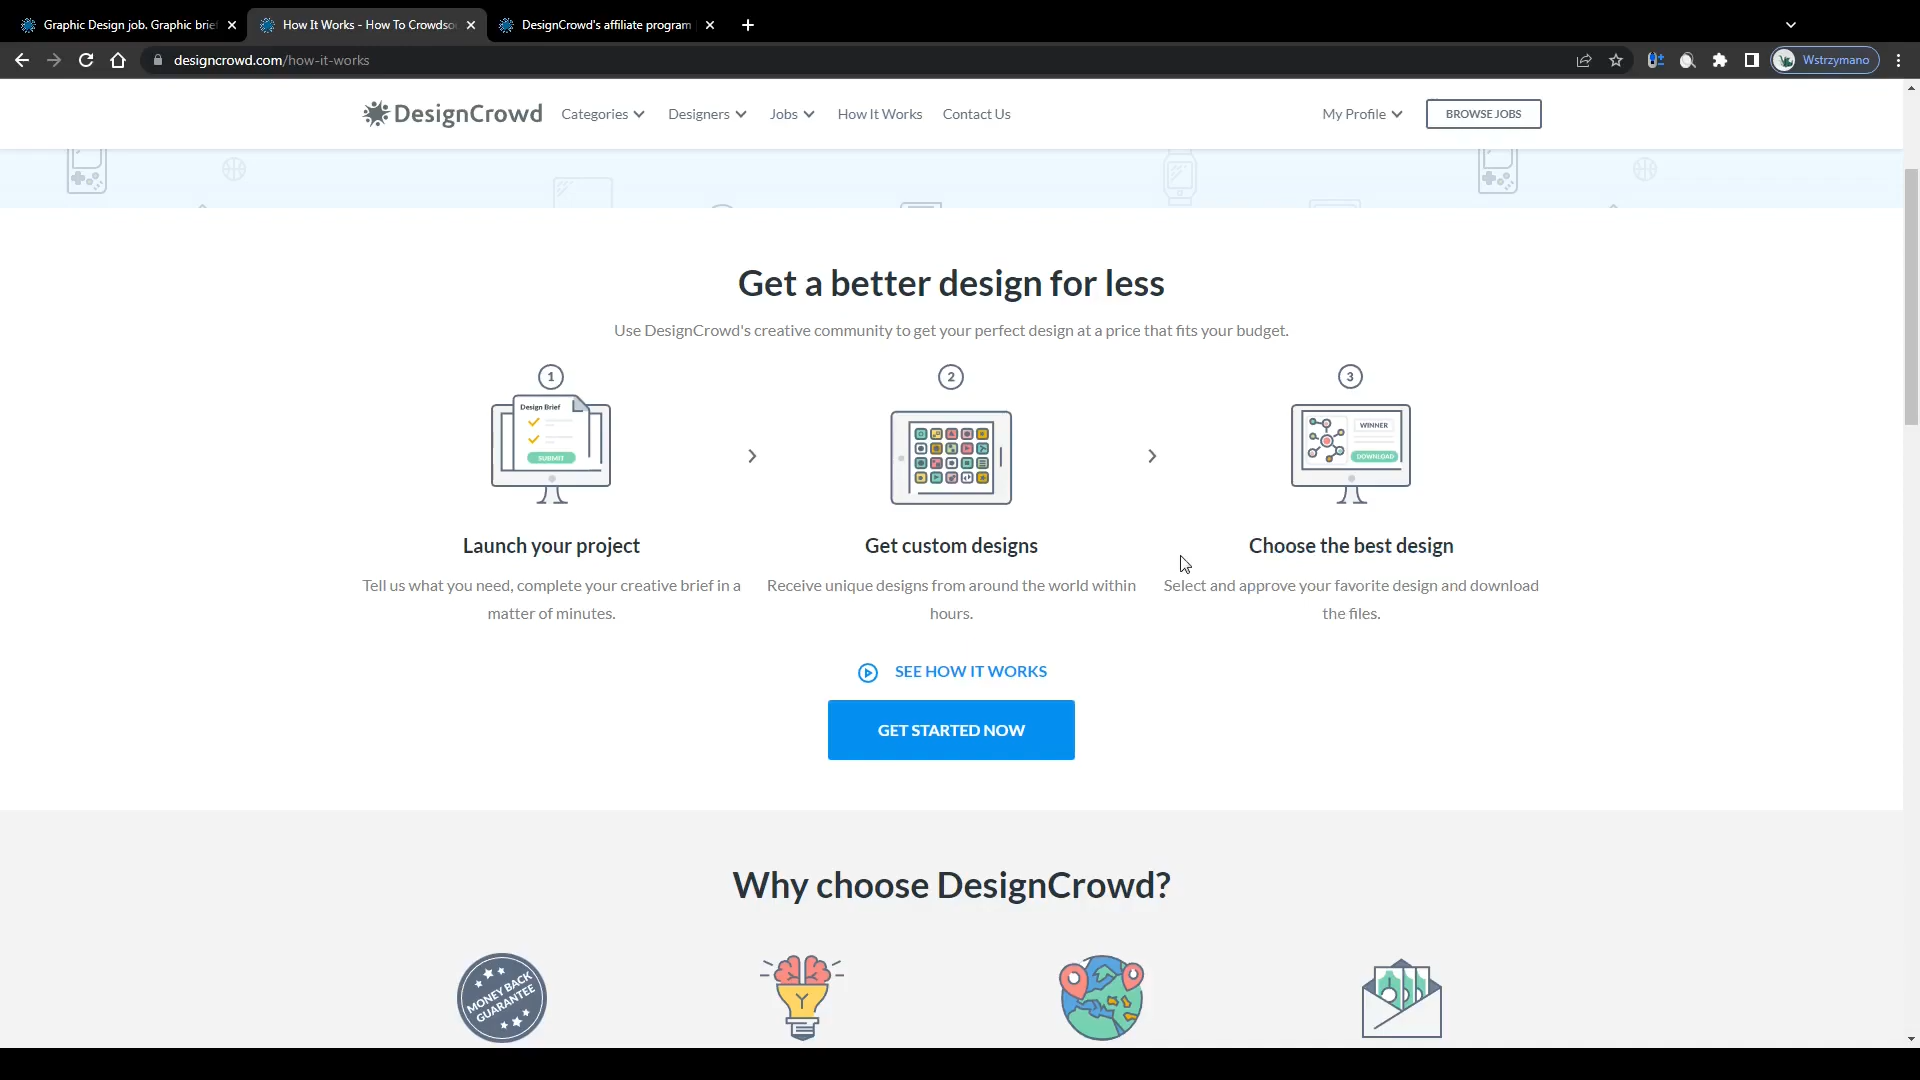 Graphic Design job. Graphic brie
How It Works - How To Crowdso
DesignCrowd's affiliate program
designcrowd.com/how-it-works
Wstrzymano
DesignCrowd
Categories
Designers
Jobs
How It Works
Contact Us
My Profile
BROWSE JOBS
Get a better design for less
Use DesignCrowd's creative community to get your perfect design at a price that fits your budget.
1
2
3
Design Brief
SUBMIT
WINNER
DOWNLOAD
Launch your project
Tell us what you need, complete your creative brief in a
matter of minutes.
Get custom designs
Receive unique designs from around the world within
hours.
Choose the best design
Select and approve your favorite design and download
the files.
SEE HOW IT WORKS
GET STARTED NOW
Why choose DesignCrowd?
MONEY BACK
GUARANTEE